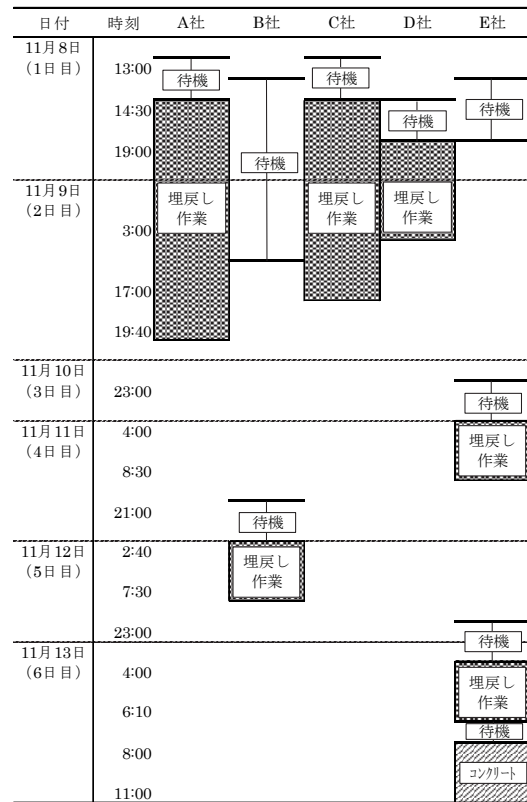 日付 時刻 A社 B社 C社 D社 E社
11月8日
(1日目) 13:00
待機 待機
14:30 待機
待機
19:00 待機
11月9日
(2日目)
埋戻し 埋戻し 埋戻し
作業 作業 作業
3:00
17:00
19:40
11月10日
(3日目) 23:00
待機
11月11日 4:00
(4日目)
埋戻し
作業
8:30
21:00
待機
11月12日 2:40
(5日目)
埋戻し
作業
7:30
23:00
待機
11月13日
(6日目) 4:00
埋戻し
作業
6:10
待機
8:00
コンクリート
11:00